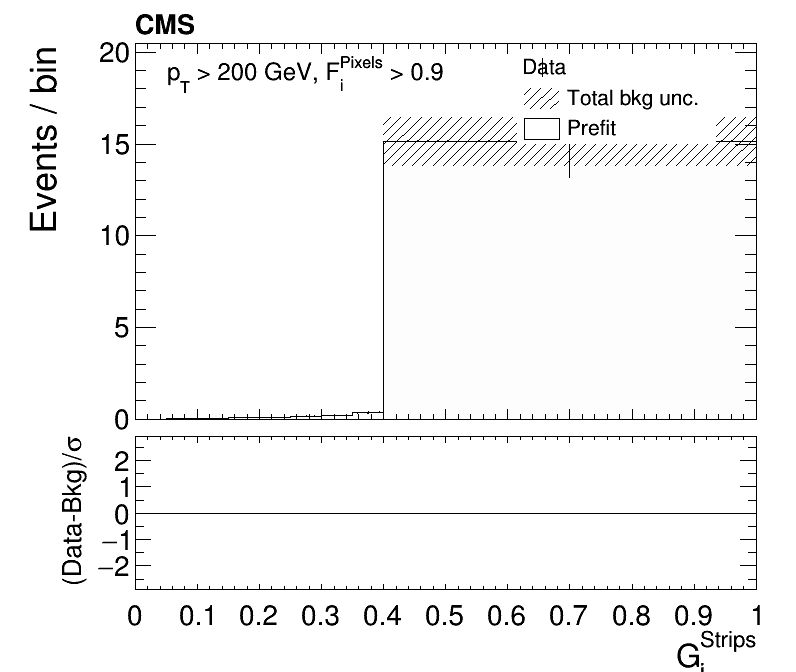 CMS
Events / bin
20
15
10
5
0
p_T > 200 GeV, F_i^Pixels > 0.9
Data
Total bkg unc.
Prefit
(Data-Bkg)/σ
2
1
0
−1
−2
0 0.1 0.2 0.3 0.4 0.5 0.6 0.7 0.8 0.9 1
G_i^Strips